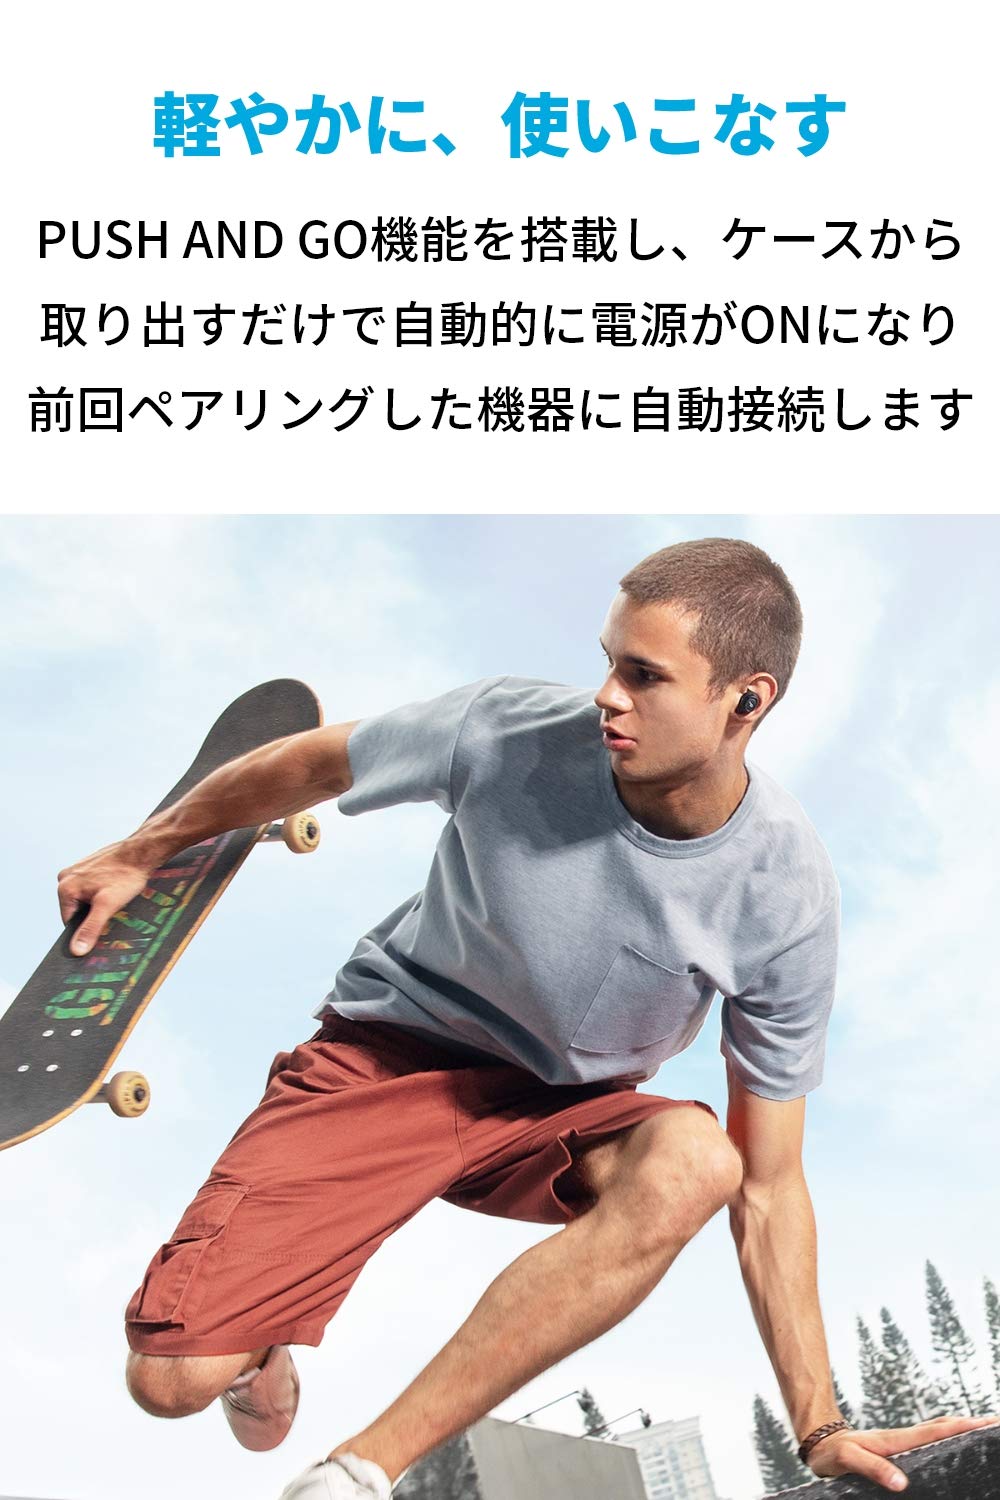 軽やかに、使いこなす
PUSH AND GO機能を搭載し、ケースから
取り出すだけで自動的に電源がONになり
前回ペアリングした機器に自動接続します
GRIZZLY